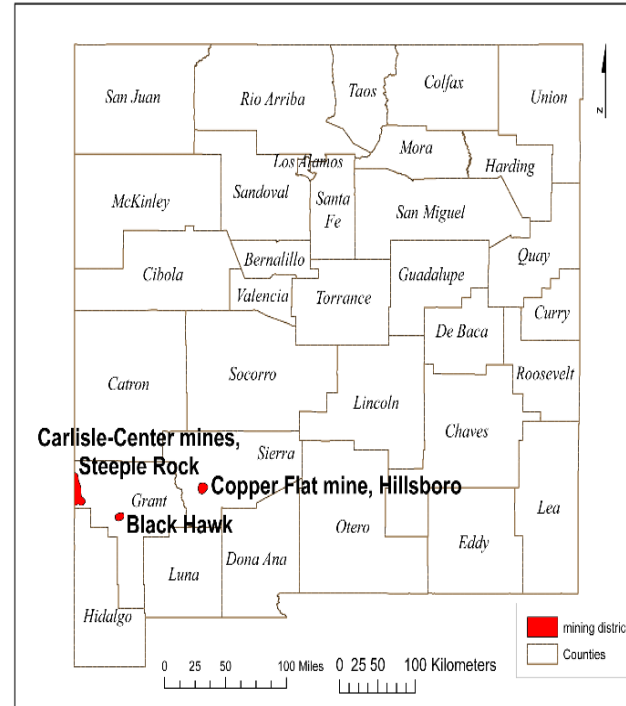 San Juan
Rio Arriba
Taos
Colfax
Union
N
Los Alamos
Mora
Harding
McKinley
Sandoval
Santa
Fe
San Miguel
Bernalillo
Quay
Cibola
Guadalupe
Valencia
Torrance
Curry
De Baca
Catron
Socorro
Roosevelt
Lincoln
Chaves
Carlisle-Center mines,
Steeple Rock
Sierra
Grant
Copper Flat mine, Hillsboro
Black Hawk
Otero
Lea
Eddy
Luna
Dona Ana
Hidalgo
mining distric
Counties
0 25 50 100 Miles
0 25 50 100 Kilometers